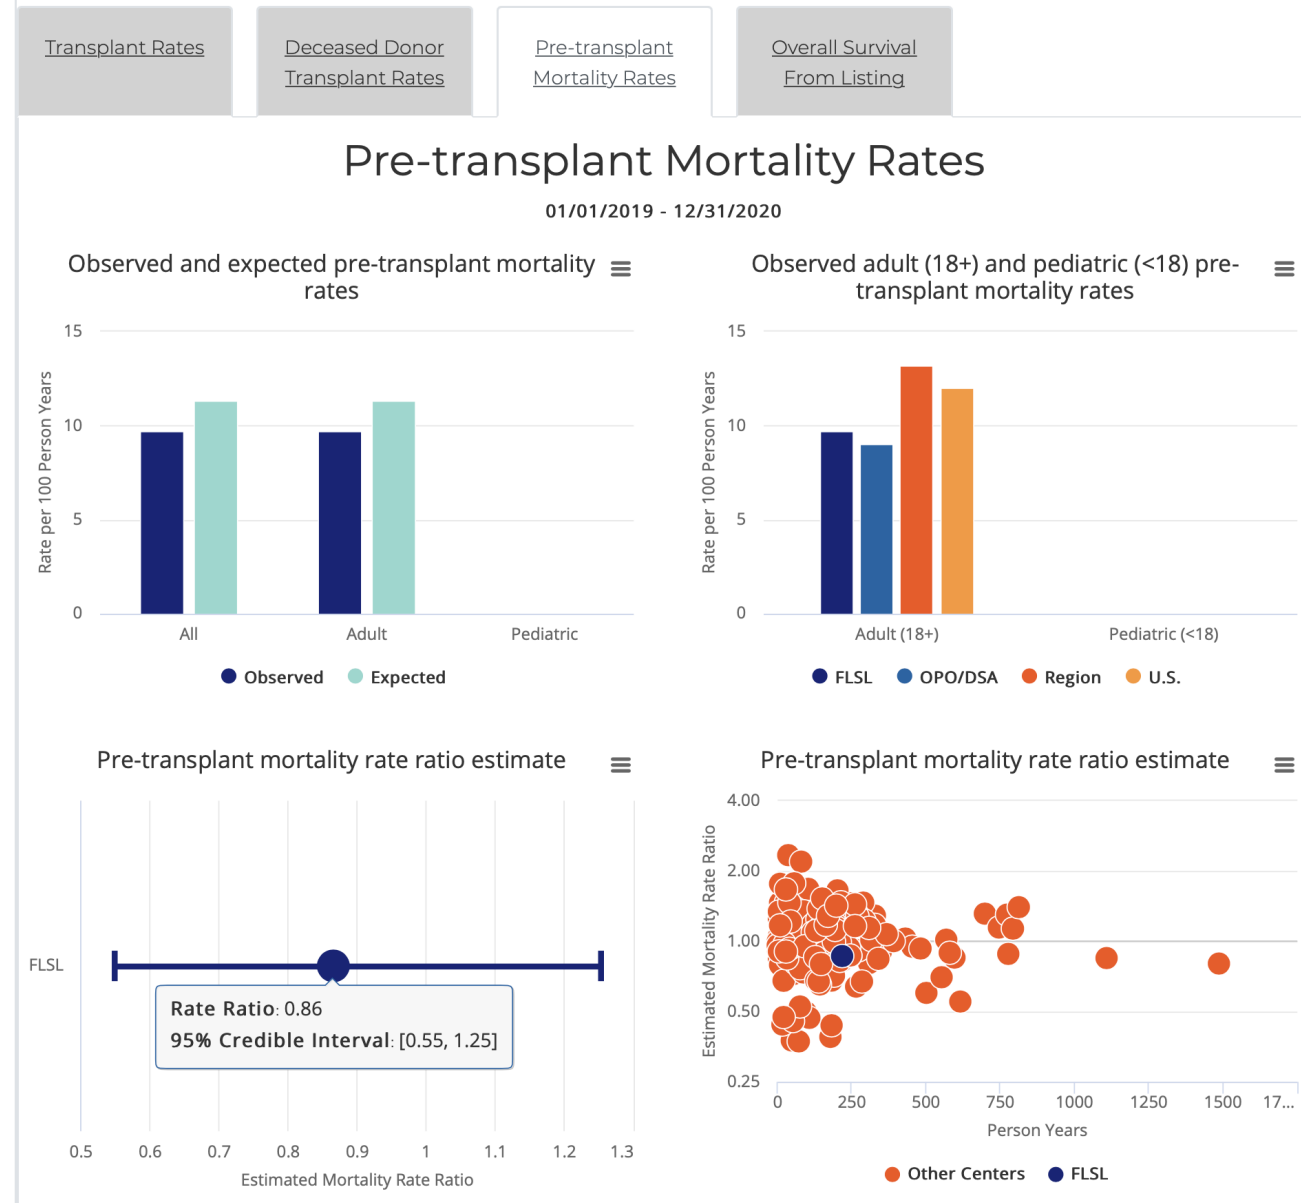 Transplant Rates
Deceased Donor
Transplant Rates
Pre-transplant
Mortality Rates
Overall Survival
From Listing
Pre-transplant Mortality Rates
01/01/2019 - 12/31/2020
Observed and expected pre-transplant mortality
rates
Rate per 100 Person Years
15
10
5
0
All
Adult
Pediatric
Observed
Expected
Observed adult (18+) and pediatric (<18) pre-
transplant mortality rates
Rate per 100 Person Years
15
10
5
0
Adult (18+)
Pediatric (<18)
FLSL
OPO/DSA
Region
U.S.
Pre-transplant mortality rate ratio estimate
FLSL
Rate Ratio: 0.86
95% Credible Interval: [0.55, 1.25]
0.5
0.6
0.7
0.8
0.9
1
1.1
1.2
1.3
Estimated Mortality Rate Ratio
Pre-transplant mortality rate ratio estimate
Estimated Mortality Rate Ratio
4.00
2.00
1.00
0.50
0.25
0
250
500
750
1000
1250
1500
17...
Person Years
Other Centers
FLSL